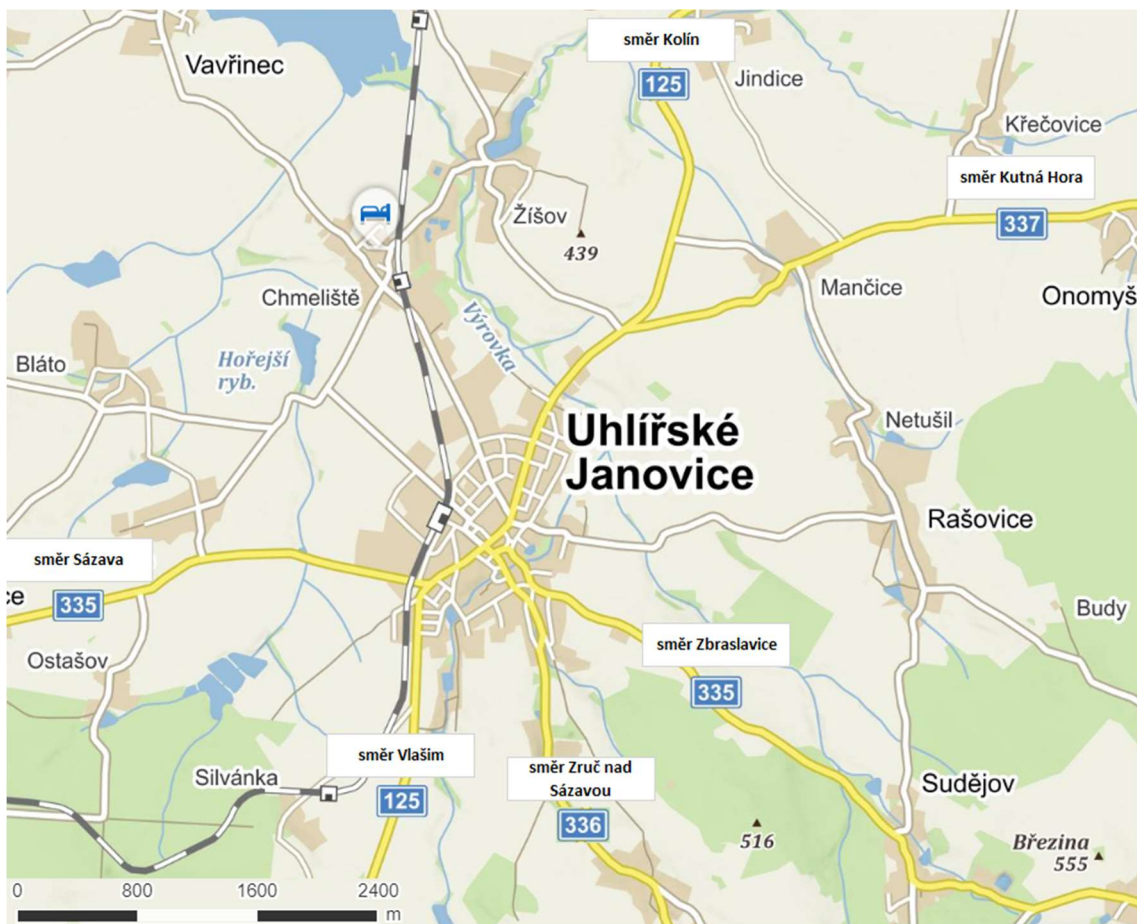 směr Kolín
Vavřinec
125
Jindice
Křečovice
směr Kutná Hora
337
Žíšov
439
Chmeliště
Mančice
Onomyš
Výrovka
Hořejší
ryb.
Bláto
Uhlířské
Janovice
Netušil
Rašovice
směr Sázava
ce
335
Budy
Ostašov
směr Zbraslavice
335
směr Vlašim
směr Zruč nad
Sázavou
Silvánka
125
336
Sudějov
516
Březina
555
0 800 1600 2400
m